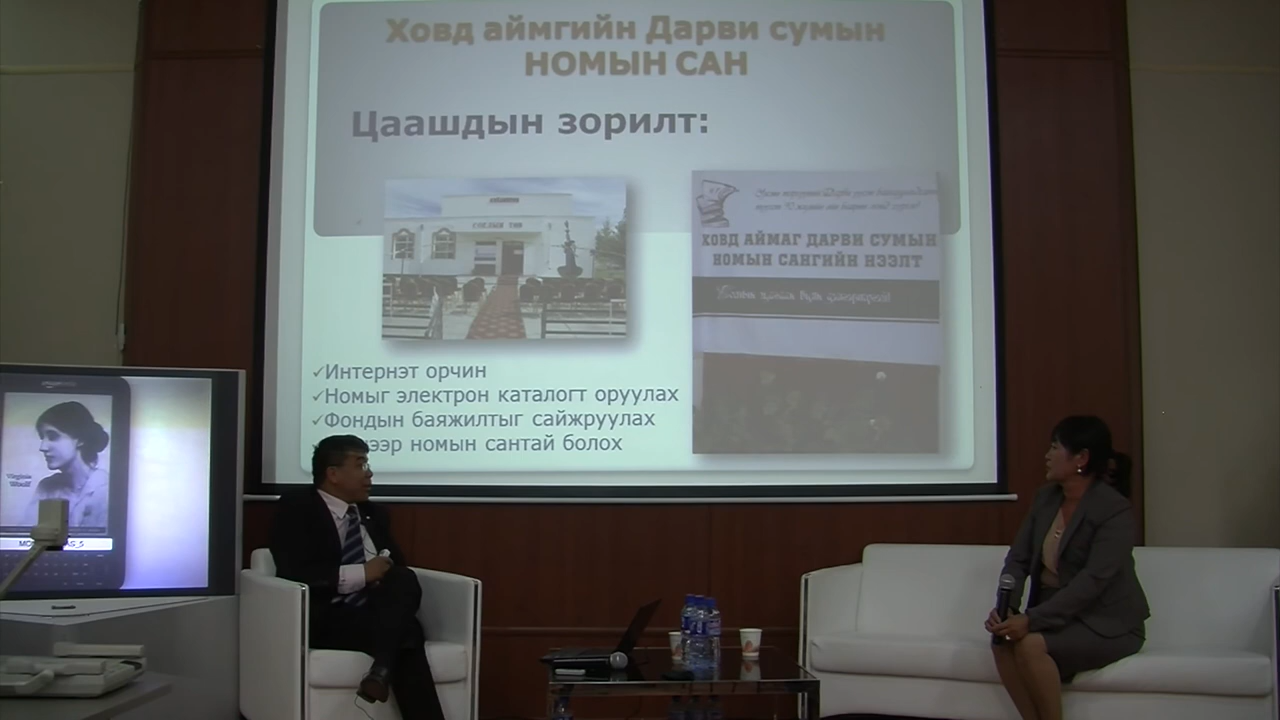 Ховд аймгийн Дарви сумын
НОМЫН САН
Цаашдын зорилт:
СОЁЛЫН ТӨВ
ХОВД АЙМАГ ДАРВИ СУМЫН
НОМЫН САНГИЙН НЭЭЛТ
✓Интернэт орчин
✓Номыг электрон каталогт оруулах
✓Фондын баяжилтыг сайжруулах
номын сантай болох
amazon
Virginia
Woolf